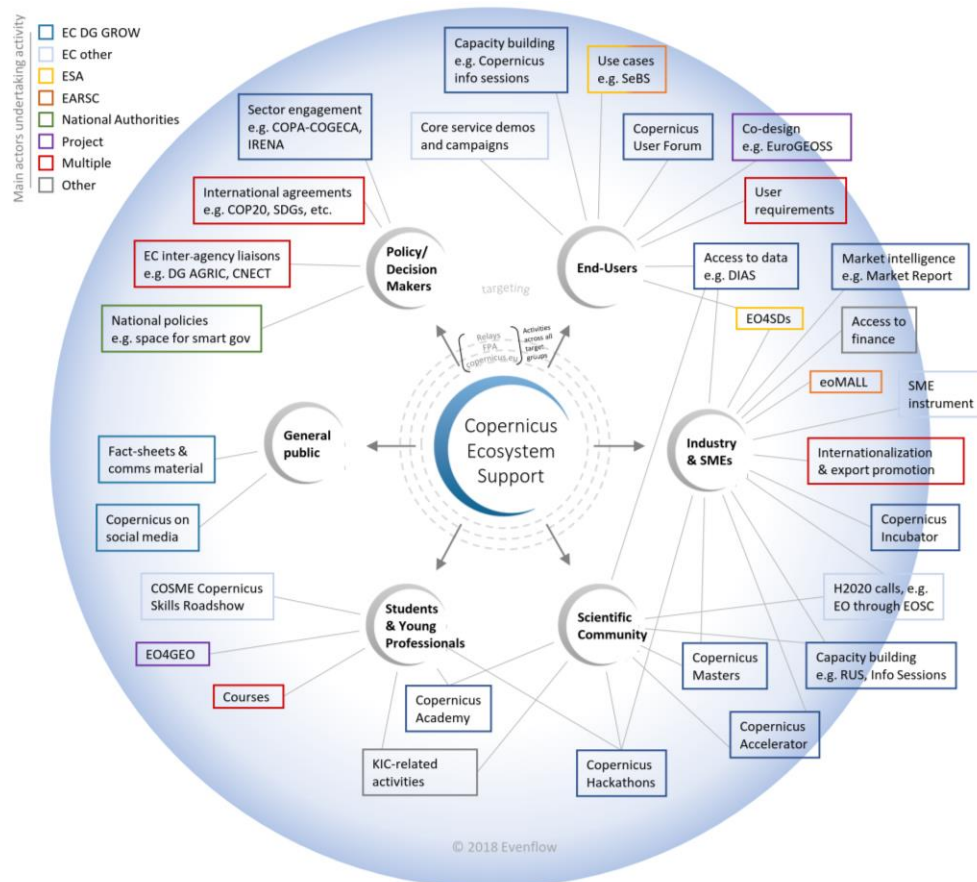 Main actors undertaking activity
EC DG GROW
EC other
ESA
EARSC
National Authorities
Project
Multiple
Other
Capacity building
e.g. Copernicus
info sessions
Use cases
e.g. SeBS
Sector engagement
e.g. COPA-COGECA,
IRENA
Core service demos
and campaigns
Copernicus
User Forum
Co-design
e.g. EuroGEOSS
International agreements
e.g. COP20, SDGs, etc.
User
requirements
EC inter-agency liaisons
e.g. DG AGRIC, CNECT
Policy/
Decision
Makers
End-Users
Access to data
e.g. DIAS
Market intelligence
e.g. Market Report
targeting
National policies
e.g. space for smart gov
EO4SDs
Access to
finance
Relays
FPA
copernicus.eu
Activities
across all
target
groups
eoMALL
SME
instrument
Copernicus
Ecosystem
Support
General
public
Industry
& SMEs
Fact-sheets &
comms material
Internationalization
& export promotion
Copernicus on
social media
Copernicus
Incubator
COSME Copernicus
Skills Roadshow
Students
& Young
Professionals
Scientific
Community
H2020 calls, e.g.
EO through EOSC
EO4GEO
Copernicus
Masters
Capacity building
e.g. RUS, Info Sessions
Courses
Copernicus
Academy
Copernicus
Accelerator
KIC-related
activities
Copernicus
Hackathons
© 2018 Evenflow